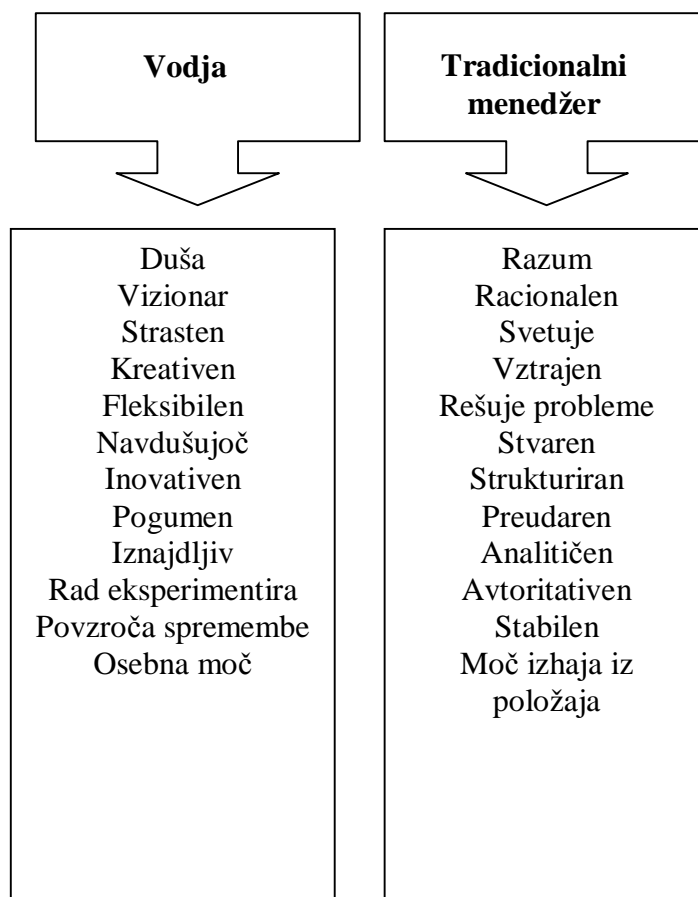 Vodja
Tradicionalni
menedžer
Duša
Vizionar
Strasten
Kreativen
Fleksibilen
Navdušujoč
Inovativen
Pogumen
Iznajdljiv
Rad eksperimentira
Povzroča spremembe
Osebna moč
Razum
Racionalen
Svetuje
Vztrajen
Rešuje probleme
Stvaren
Strukturiran
Preudaren
Analitičen
Avtoritativen
Stabilen
Moč izhaja iz
položaja